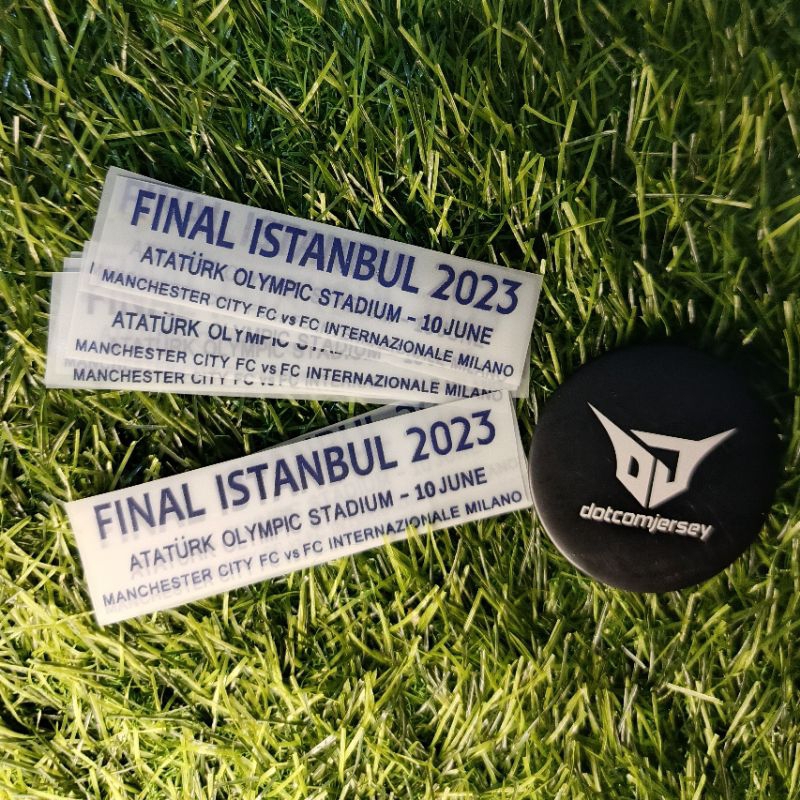 FINAL ISTANBUL 2023
ATATÜRK OLYMPIC STADIUM - 10 JUNE
MANCHESTER CITY FC vs FC INTERNAZIONALE MILANO
ATATÜRK OLYMPIC STADIUM -
MANCHESTER CITY FC vs FC INTERNAZIONALE MILANO
MANCHESTER CITY FC vs FC INTERNAZIONALE MILANO
FINAL ISTANBUL 2023
ATATÜRK OLYMPIC STADIUM - 10 JUNE
MANCHESTER CITY FC vs FC INTERNAZIONALE MILANO
DJ
dotcomjersey